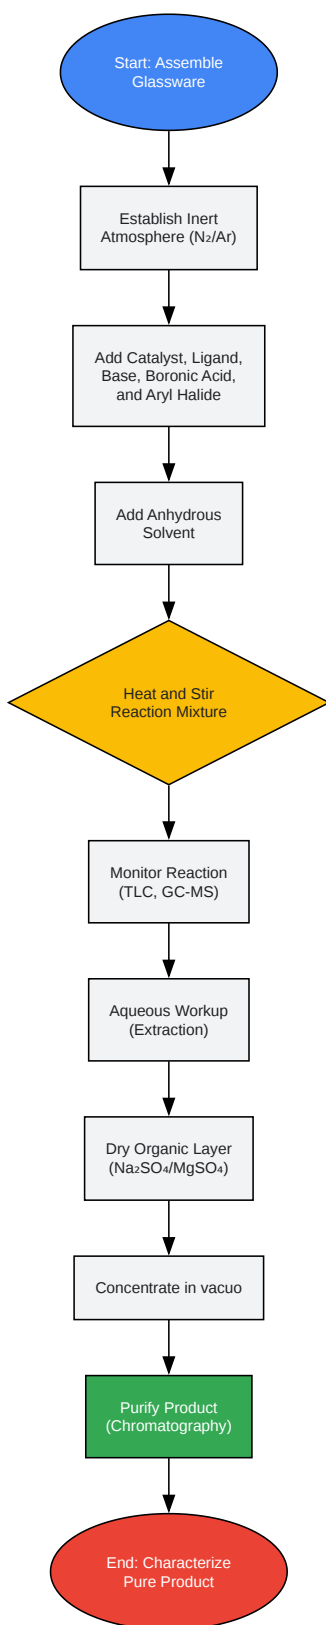 Start: Assemble
Glassware
Establish Inert
Atmosphere (N₂/Ar)
Add Catalyst, Ligand,
Base, Boronic Acid,
and Aryl Halide
Add Anhydrous
Solvent
Heat and Stir
Reaction Mixture
Monitor Reaction
(TLC, GC-MS)
Aqueous Workup
(Extraction)
Dry Organic Layer
(Na₂SO₄/MgSO₄)
Concentrate in vacuo
Purify Product
(Chromatography)
End: Characterize
Pure Product